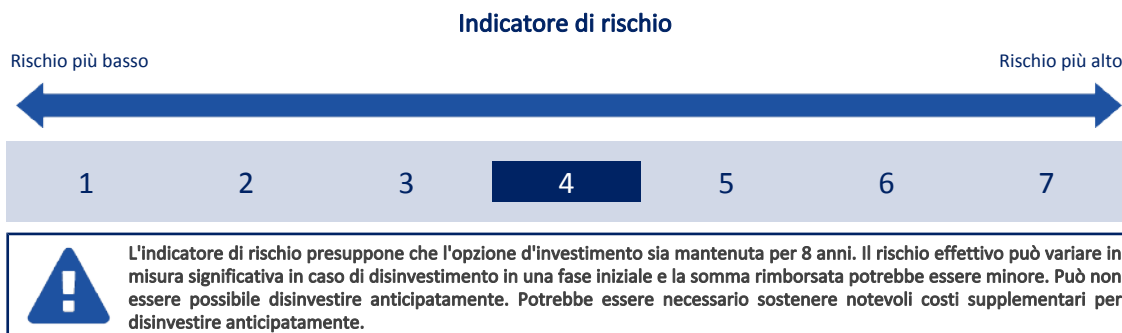 Indicatore di rischio
Rischio più basso
Rischio più alto
1 2 3 4 5 6 7
L'indicatore di rischio presuppone che l'opzione d'investimento sia mantenuta per 8 anni. Il rischio effettivo può variare in
misura significativa in caso di disinvestimento in una fase iniziale e la somma rimborsata potrebbe essere minore. Può non
essere possibile disinvestire anticipatamente. Potrebbe essere necessario sostenere notevoli costi supplementari per
disinvestire anticipatamente.